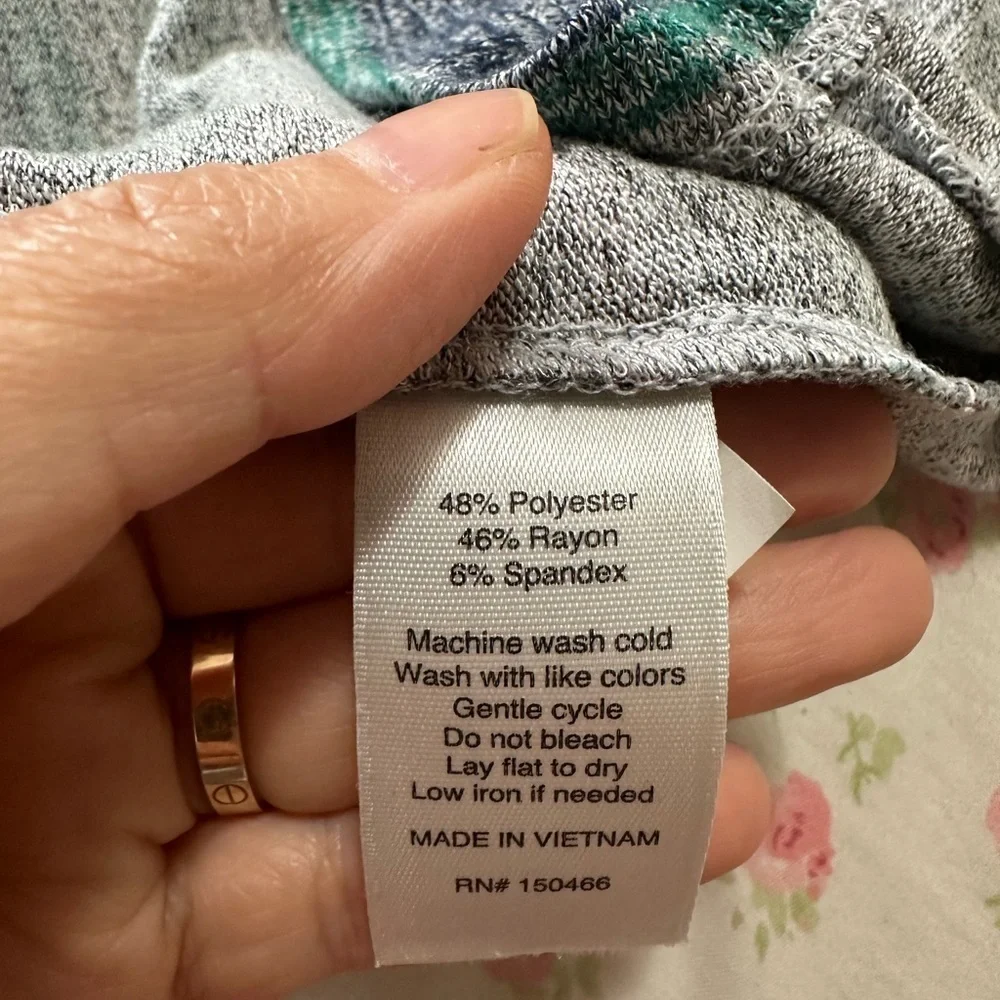 48% Polyester
46% Rayon
6% Spandex
Machine wash cold
Wash with like colors
Gentle cycle
Do not bleach
Lay flat to dry
Low iron if needed
MADE IN VIETNAM
RN# 150466